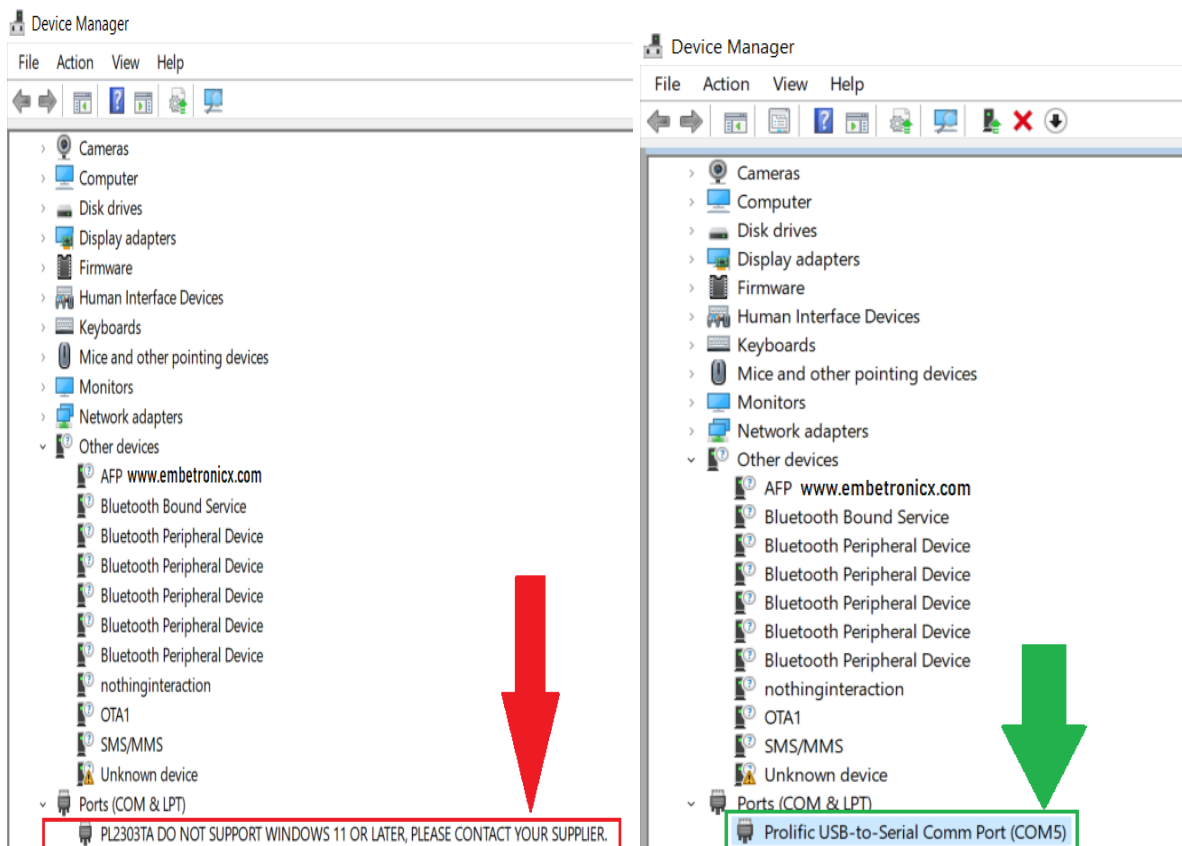 Device Manager
File Action View Help
Cameras
Computer
Disk drives
Display adapters
Firmware
Human Interface Devices
Keyboards
Mice and other pointing devices
Monitors
Network adapters
Other devices
AFP www.embetronicx.com
Bluetooth Bound Service
Bluetooth Peripheral Device
Bluetooth Peripheral Device
Bluetooth Peripheral Device
Bluetooth Peripheral Device
Bluetooth Peripheral Device
nothinginteraction
OTA1
SMS/MMS
Unknown device
Ports (COM & LPT)
PL2303TA DO NOT SUPPORT WINDOWS 11 OR LATER, PLEASE CONTACT YOUR SUPPLIER.
Device Manager
File Action View Help
Cameras
Computer
Disk drives
Display adapters
Firmware
Human Interface Devices
Keyboards
Mice and other pointing devices
Monitors
Network adapters
Other devices
AFP www.embetronicx.com
Bluetooth Bound Service
Bluetooth Peripheral Device
Bluetooth Peripheral Device
Bluetooth Peripheral Device
Bluetooth Peripheral Device
Bluetooth Peripheral Device
nothinginteraction
OTA1
SMS/MMS
Unknown device
Ports (COM & LPT)
Prolific USB-to-Serial Comm Port (COM5)